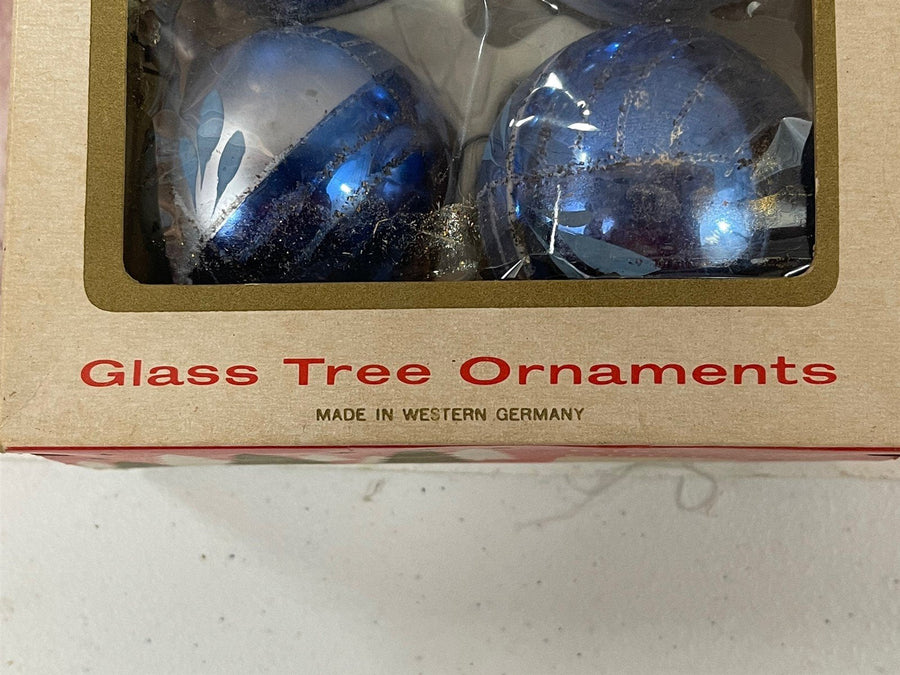 Glass Tree Ornaments
MADE IN WESTERN GERMANY